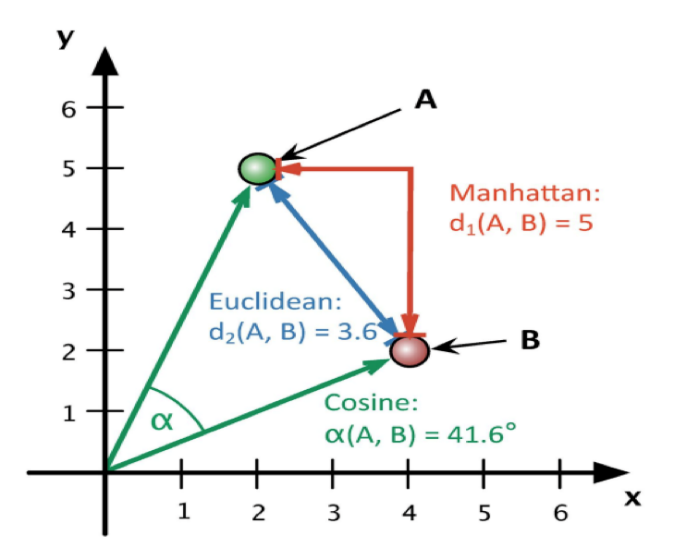 y
A
6
5
Manhattan:
d₁(A, B) = 5
4
3
Euclidean:
d₂(A, B) = 3.6
B
2
Cosine:
α(A, B) = 41.6°
α
1
x
1 2 3 4 5 6